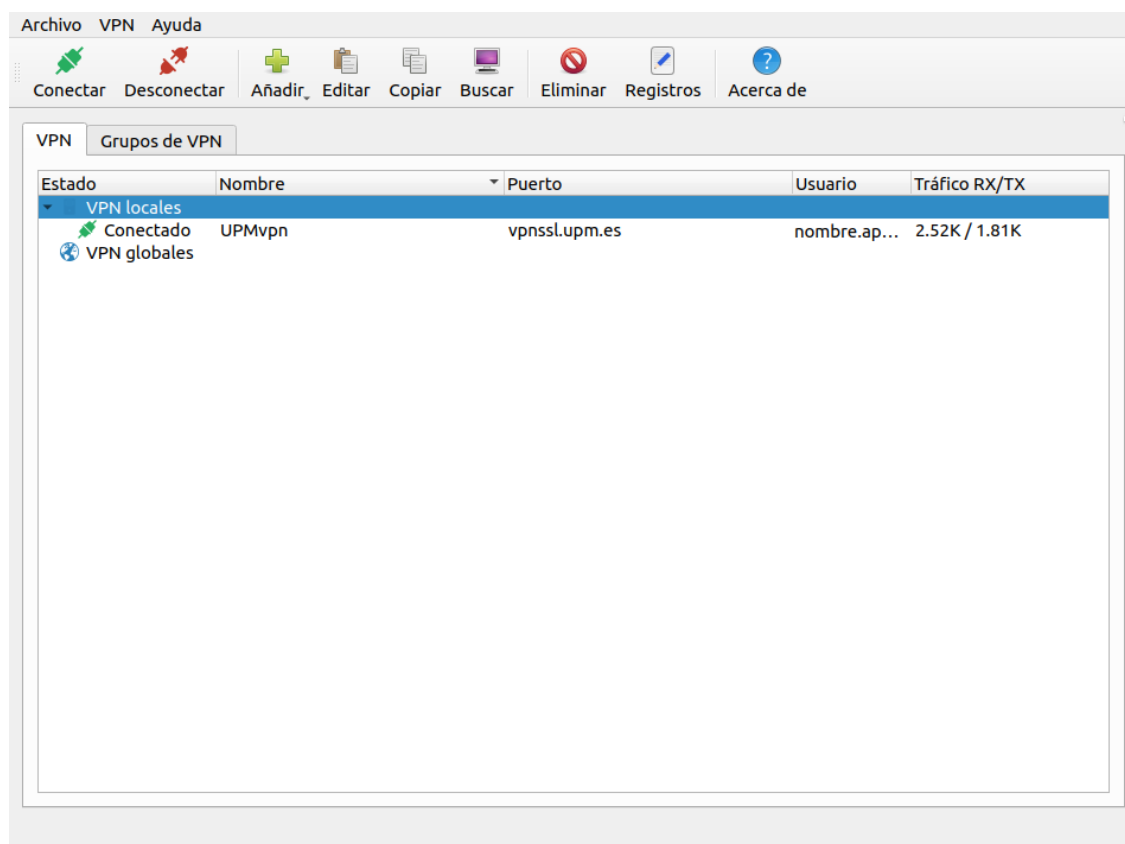 Archivo VPN Ayuda
Conectar Desconectar Añadir Editar Copiar Buscar Eliminar Registros Acerca de
VPN Grupos de VPN
Estado Nombre Puerto Usuario Tráfico RX/TX
VPN locales
Conectado UPMvpn vpnssl.upm.es nombre.ap... 2.52K / 1.81K
VPN globales